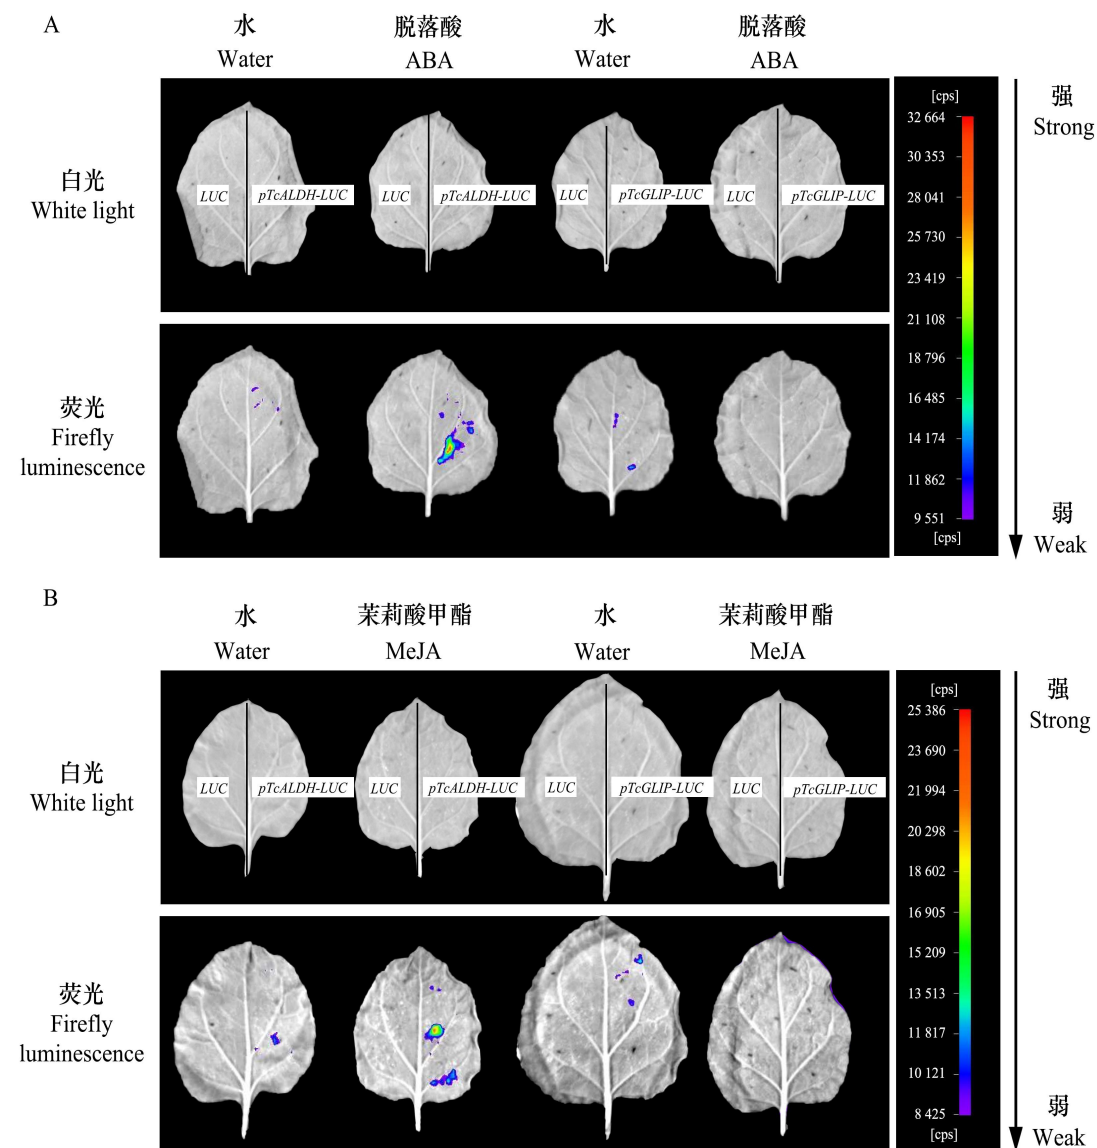 A
水 脱落酸 水 脱落酸
Water ABA Water ABA
白光
White light
LUC pTcALDH-LUC LUC pTcALDH-LUC LUC pTcGLIP-LUC LUC pTcGLIP-LUC
荧光
Firefly
luminescence
[cps]
32 664
30 353
28 041
25 730
23 419
21 108
18 796
16 485
14 174
11 862
9 551
[cps]
强
Strong
弱
Weak
B
水 茉莉酸甲酯 水 茉莉酸甲酯
Water MeJA Water MeJA
白光
White light
LUC pTcALDH-LUC LUC pTcALDH-LUC LUC pTcGLIP-LUC LUC pTcGLIP-LUC
荧光
Firefly
luminescence
[cps]
25 386
23 690
21 994
20 298
18 602
16 905
15 209
13 513
11 817
10 121
8 425
[cps]
强
Strong
弱
Weak